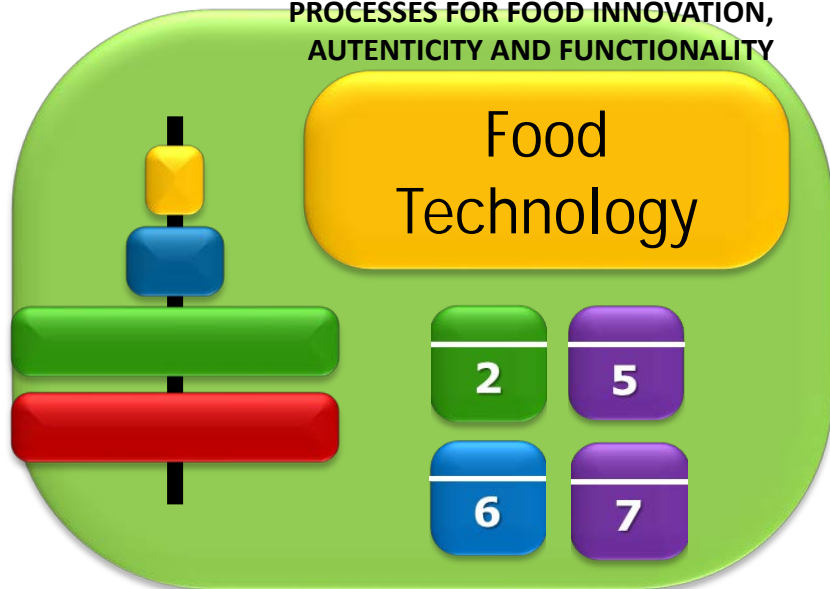 PROCESSES FOR FOOD INNOVATION,
AUTENTICITY AND FUNCTIONALITY
Food
Technology
2 5
6 7